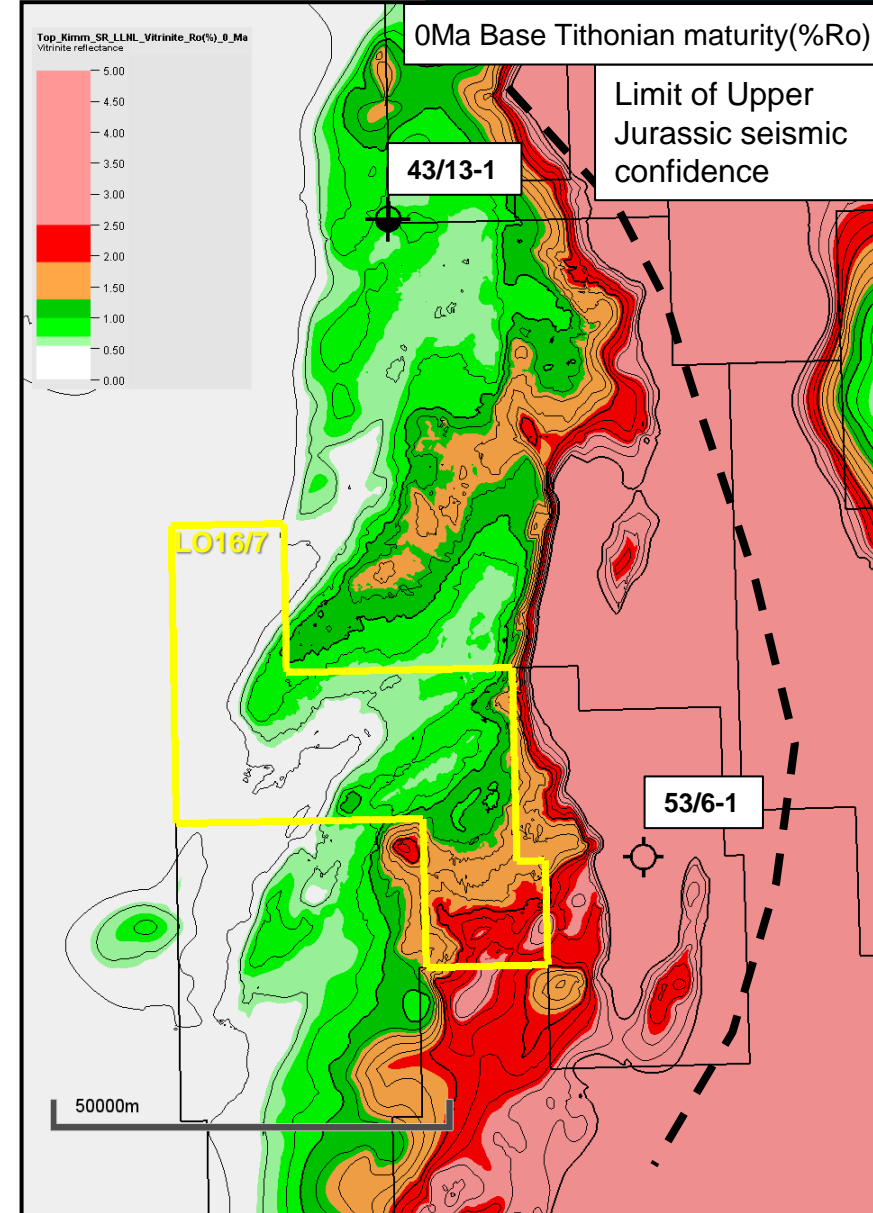 Top_Kimm_SR_LLNL_Vitrinite_Ro(%)_0_Ma
Vitrinite reflectance
5.00
4.50
4.00
3.50
3.00
2.50
2.00
1.50
1.00
0.50
0.00
0Ma Base Tithonian maturity(%Ro)
Limit of Upper
Jurassic seismic
confidence
43/13-1
LO16/7
53/6-1
50000m